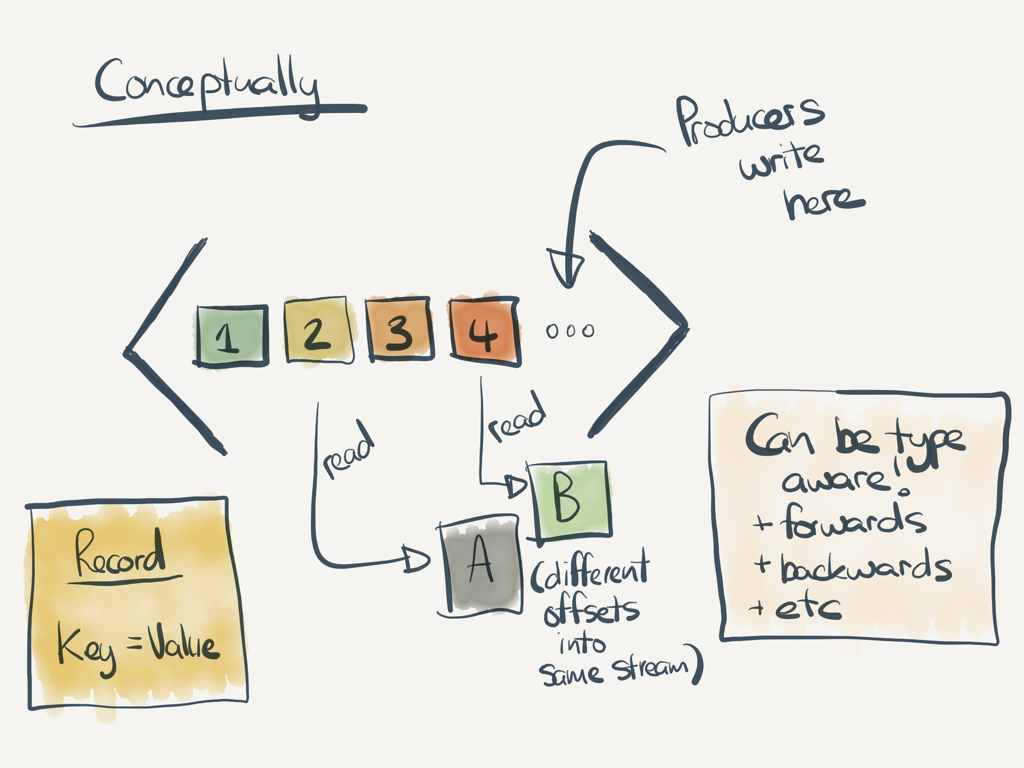 Conceptually
Producers
write
here
1 2 3 4 ooo
read
read
B
A
(different
offsets
into
same stream)
Record
Key = Value
Can be type
aware!
+ forwards
+ backwards
+ etc